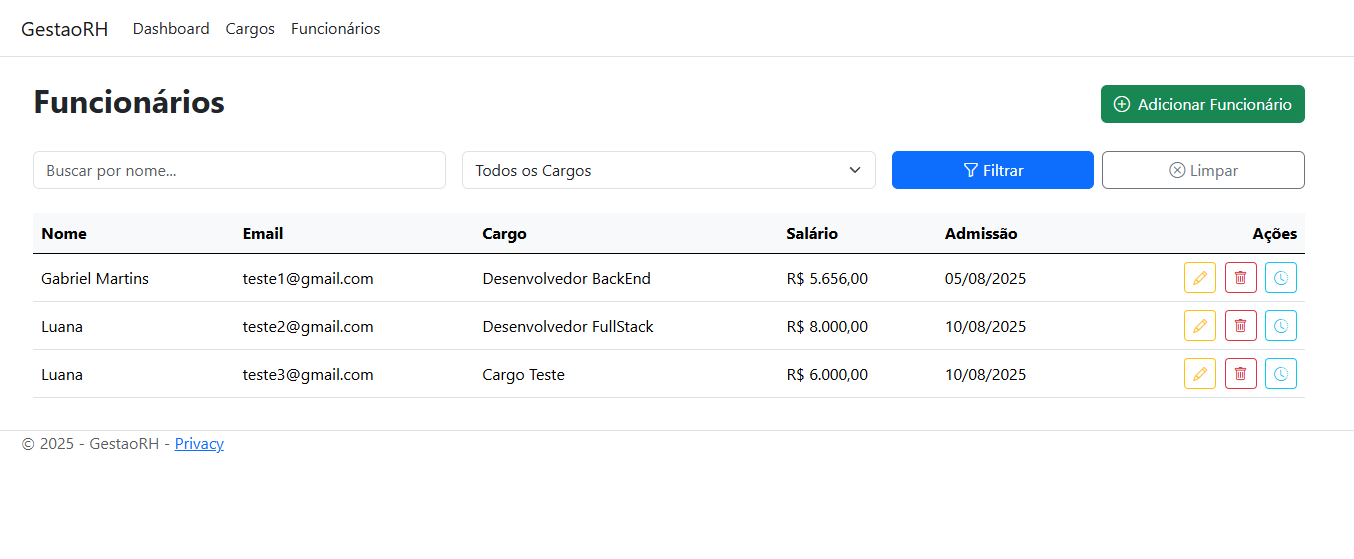 GestaoRH Dashboard Cargos Funcionários
Funcionários
Adicionar Funcionário
Buscar por nome... Todos os Cargos Filtrar Limpar
Nome Email Cargo Salário Admissão Ações
Gabriel Martins teste1@gmail.com Desenvolvedor BackEnd R$ 5.656,00 05/08/2025
Luana teste2@gmail.com Desenvolvedor FullStack R$ 8.000,00 10/08/2025
Luana teste3@gmail.com Cargo Teste R$ 6.000,00 10/08/2025
© 2025 - GestaoRH - Privacy